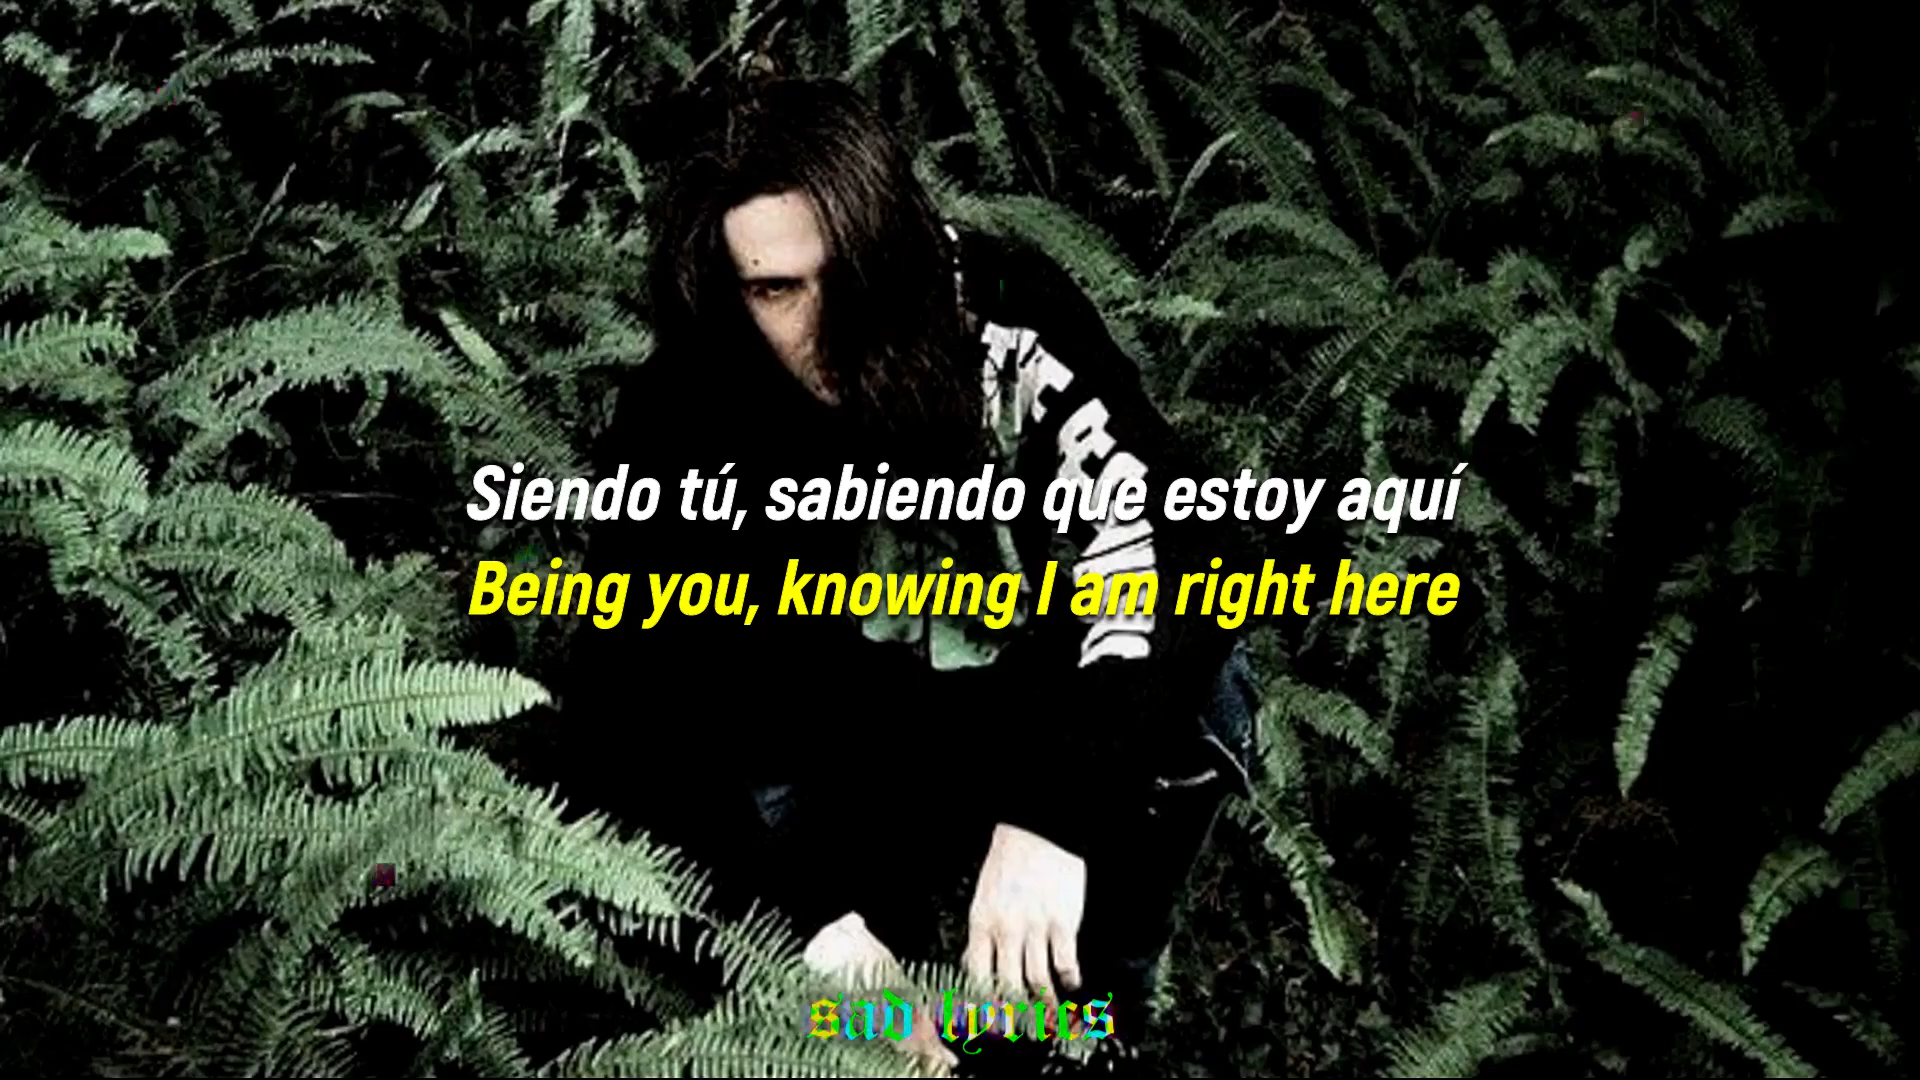 Siendo tú, sabiendo que estoy aquí
Being you, knowing I am right here
sad lyrics